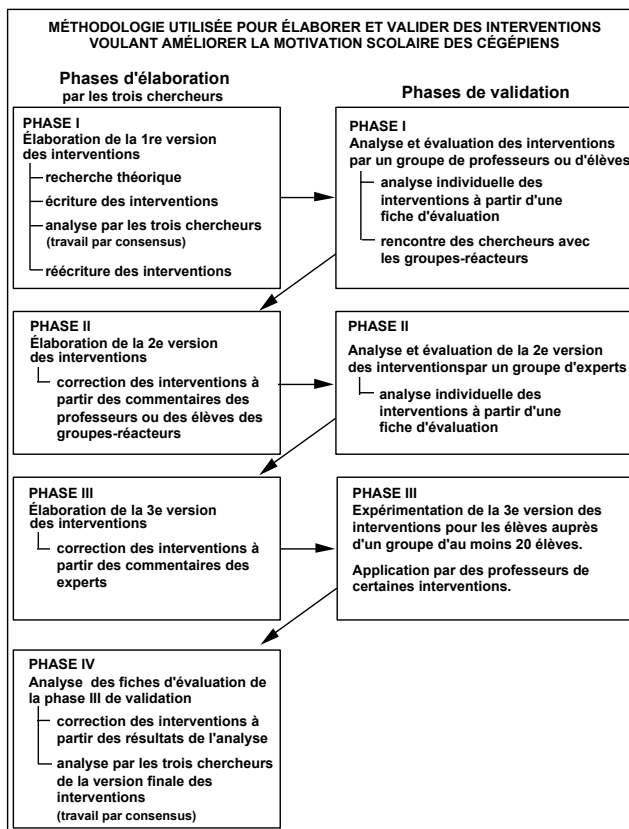 MÉTHODOLOGIE UTILISÉE POUR ÉLABORER ET VALIDER DES INTERVENTIONS
VOULANT AMÉLIORER LA MOTIVATION SCOLAIRE DES CÉGÉPIENS
Phases d'élaboration
par les trois chercheurs
Phases de validation
PHASE I
Élaboration de la 1re version
des interventions
recherche théorique
écriture des interventions
analyse par les trois chercheurs
(travail par consensus)
réécriture des interventions
PHASE I
Analyse et évaluation des interventions
par un groupe de professeurs ou d'élèves
analyse individuelle des
interventions à partir d'une
fiche d'évaluation
rencontre des chercheurs avec
les groupes-réacteurs
PHASE II
Élaboration de la 2e version
des interventions
correction des interventions à
partir des commentaires des
professeurs ou des élèves des
groupes-réacteurs
PHASE II
Analyse et évaluation de la 2e version
des interventionspar un groupe d'experts
analyse individuelle des
interventions à partir d'une
fiche d'évaluation
PHASE III
Élaboration de la 3e version
des interventions
correction des interventions à
partir des commentaires des
experts
PHASE III
Expérimentation de la 3e version des
interventions pour les élèves auprès
d'un groupe d'au moins 20 élèves.
Application par des professeurs de
certaines interventions.
PHASE IV
Analyse des fiches d'évaluation de
la phase III de validation
correction des interventions à
partir des résultats de l'analyse
analyse par les trois chercheurs
de la version finale des
interventions
(travail par consensus)